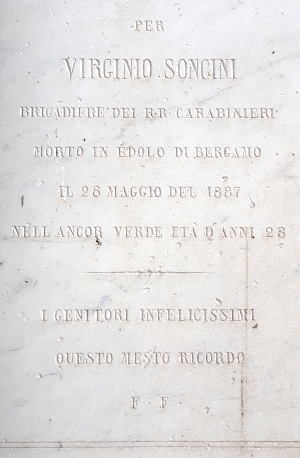 PER
VIRGINIO SONCINI
BRIGADIERE DEI R·R· CARABINIERI
MORTO IN EDOLO DI BERGAMO
IL 28 MAGGIO DEL 1887
NELL'ANCOR VERDE ETÀ D'ANNI 28
I GENITORI INFELICISSIMI
QUESTO MESTO RICORDO
F · F ·